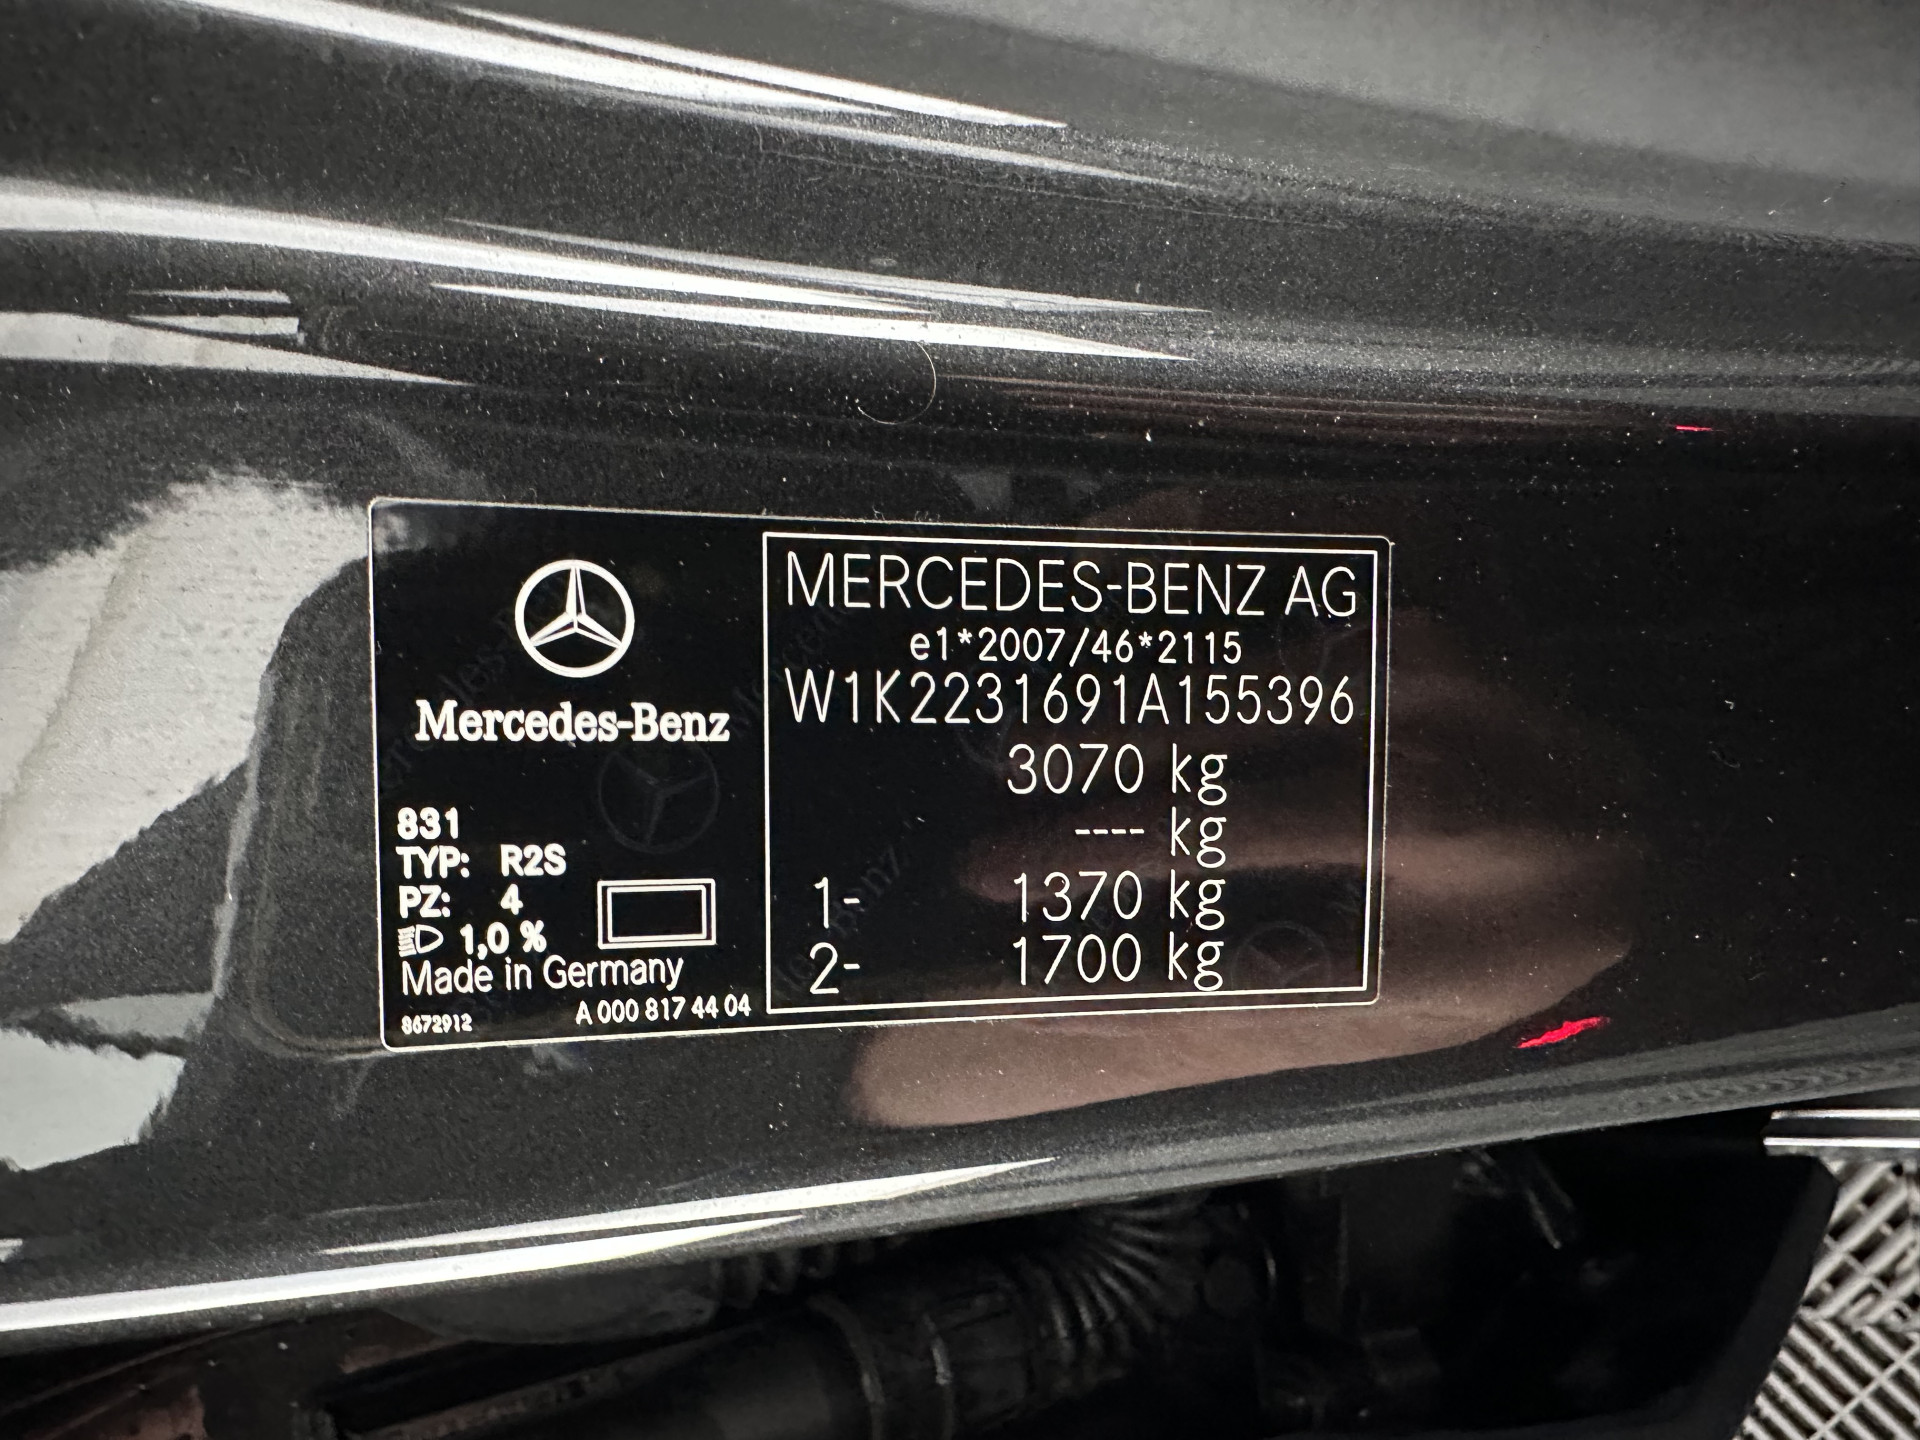 Mercedes-Benz
831
TYP: R2S
PZ: 4
1,0 %
Made in Germany
8672912
A 000 817 44 04
MERCEDES-BENZ AG
e1*2007/46*2115
W1K2231691A155396
3070 kg
---- kg
1- 1370 kg
2- 1700 kg